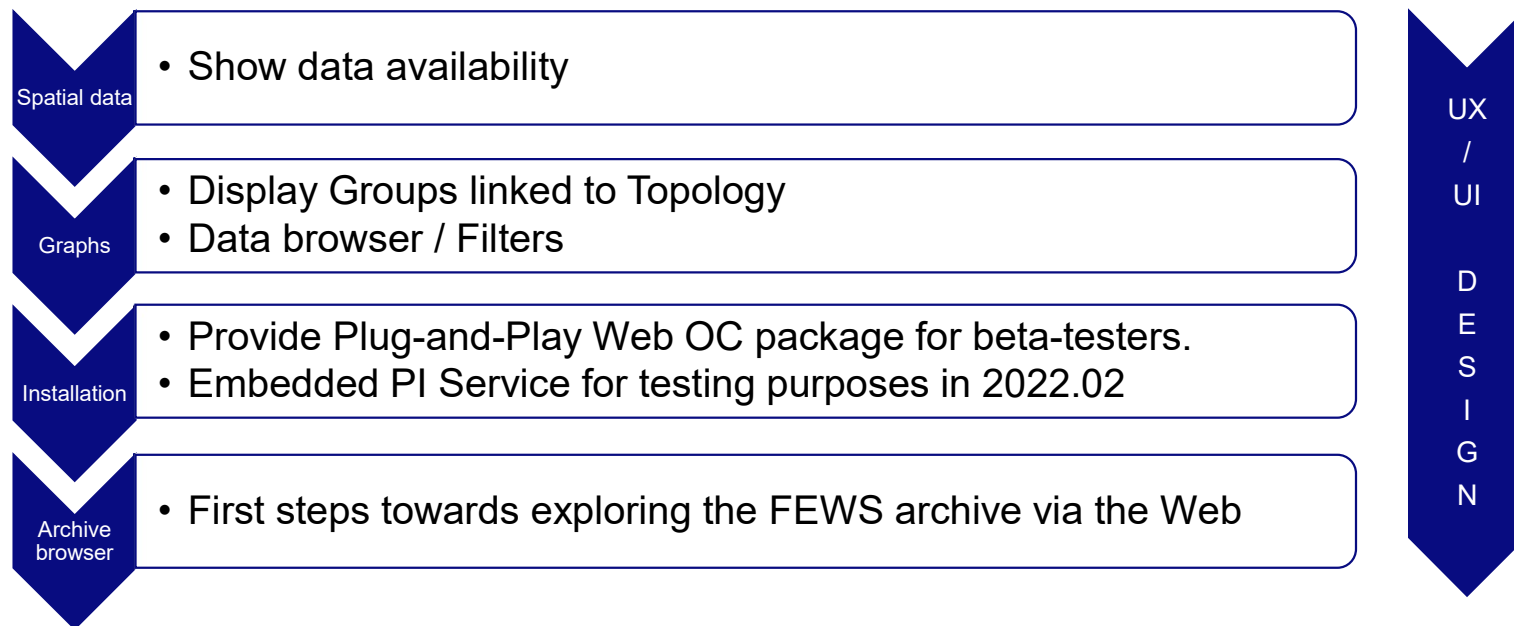 Spatial data
• Show data availability
Graphs
• Display Groups linked to Topology
• Data browser / Filters
Installation
• Provide Plug-and-Play Web OC package for beta-testers.
• Embedded PI Service for testing purposes in 2022.02
Archive
browser
• First steps towards exploring the FEWS archive via the Web
UX
/
UI
D
E
S
I
G
N